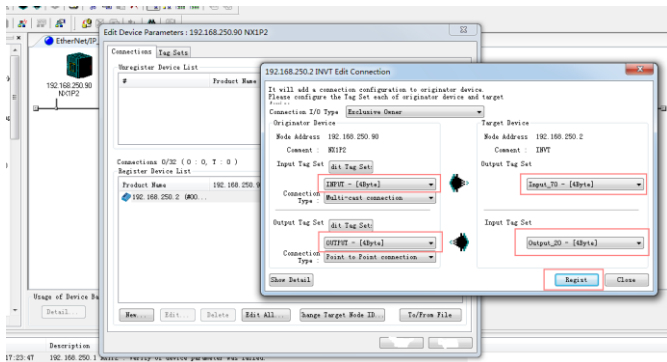 EtherNet/IP
192.168.250.90
NX1P2
Edit Device Parameters : 192.168.250.90 NX1P2
Connections
Tag Sets
Unregister Device List
#
Product Name
Connections 0/32 ( O : 0, T : 0 )
Register Device List
Product Name
192.168.250.9
192.168.250.2 (#00...
New...
Edit...
Delete
Edit All...
Change Target Node ID...
To/From File
192.168.250.2 INVT Edit Connection
It will add a connection configuration to originator device.
Please configure the Tag Set each of originator device and target
Connection I/O Type
Exclusive Owner
Originator Device
Node Address 192.168.250.90
Comment : NX1P2
Input Tag Set
dit Tag Set:
INPUT - [4Byte]
Connection Type :
Multi-cast connection
Output Tag Set
dit Tag Set:
OUTPUT - [4Byte]
Connection Type :
Point to Point connection
Target Device
Node Address 192.168.250.2
Comment : INVT
Output Tag Set
Input_70 - [4Byte]
Input Tag Set
Output_20 - [4Byte]
Show Detail
Regist
Close
Usage of Device Ba
Detail...
Description
17:23:47